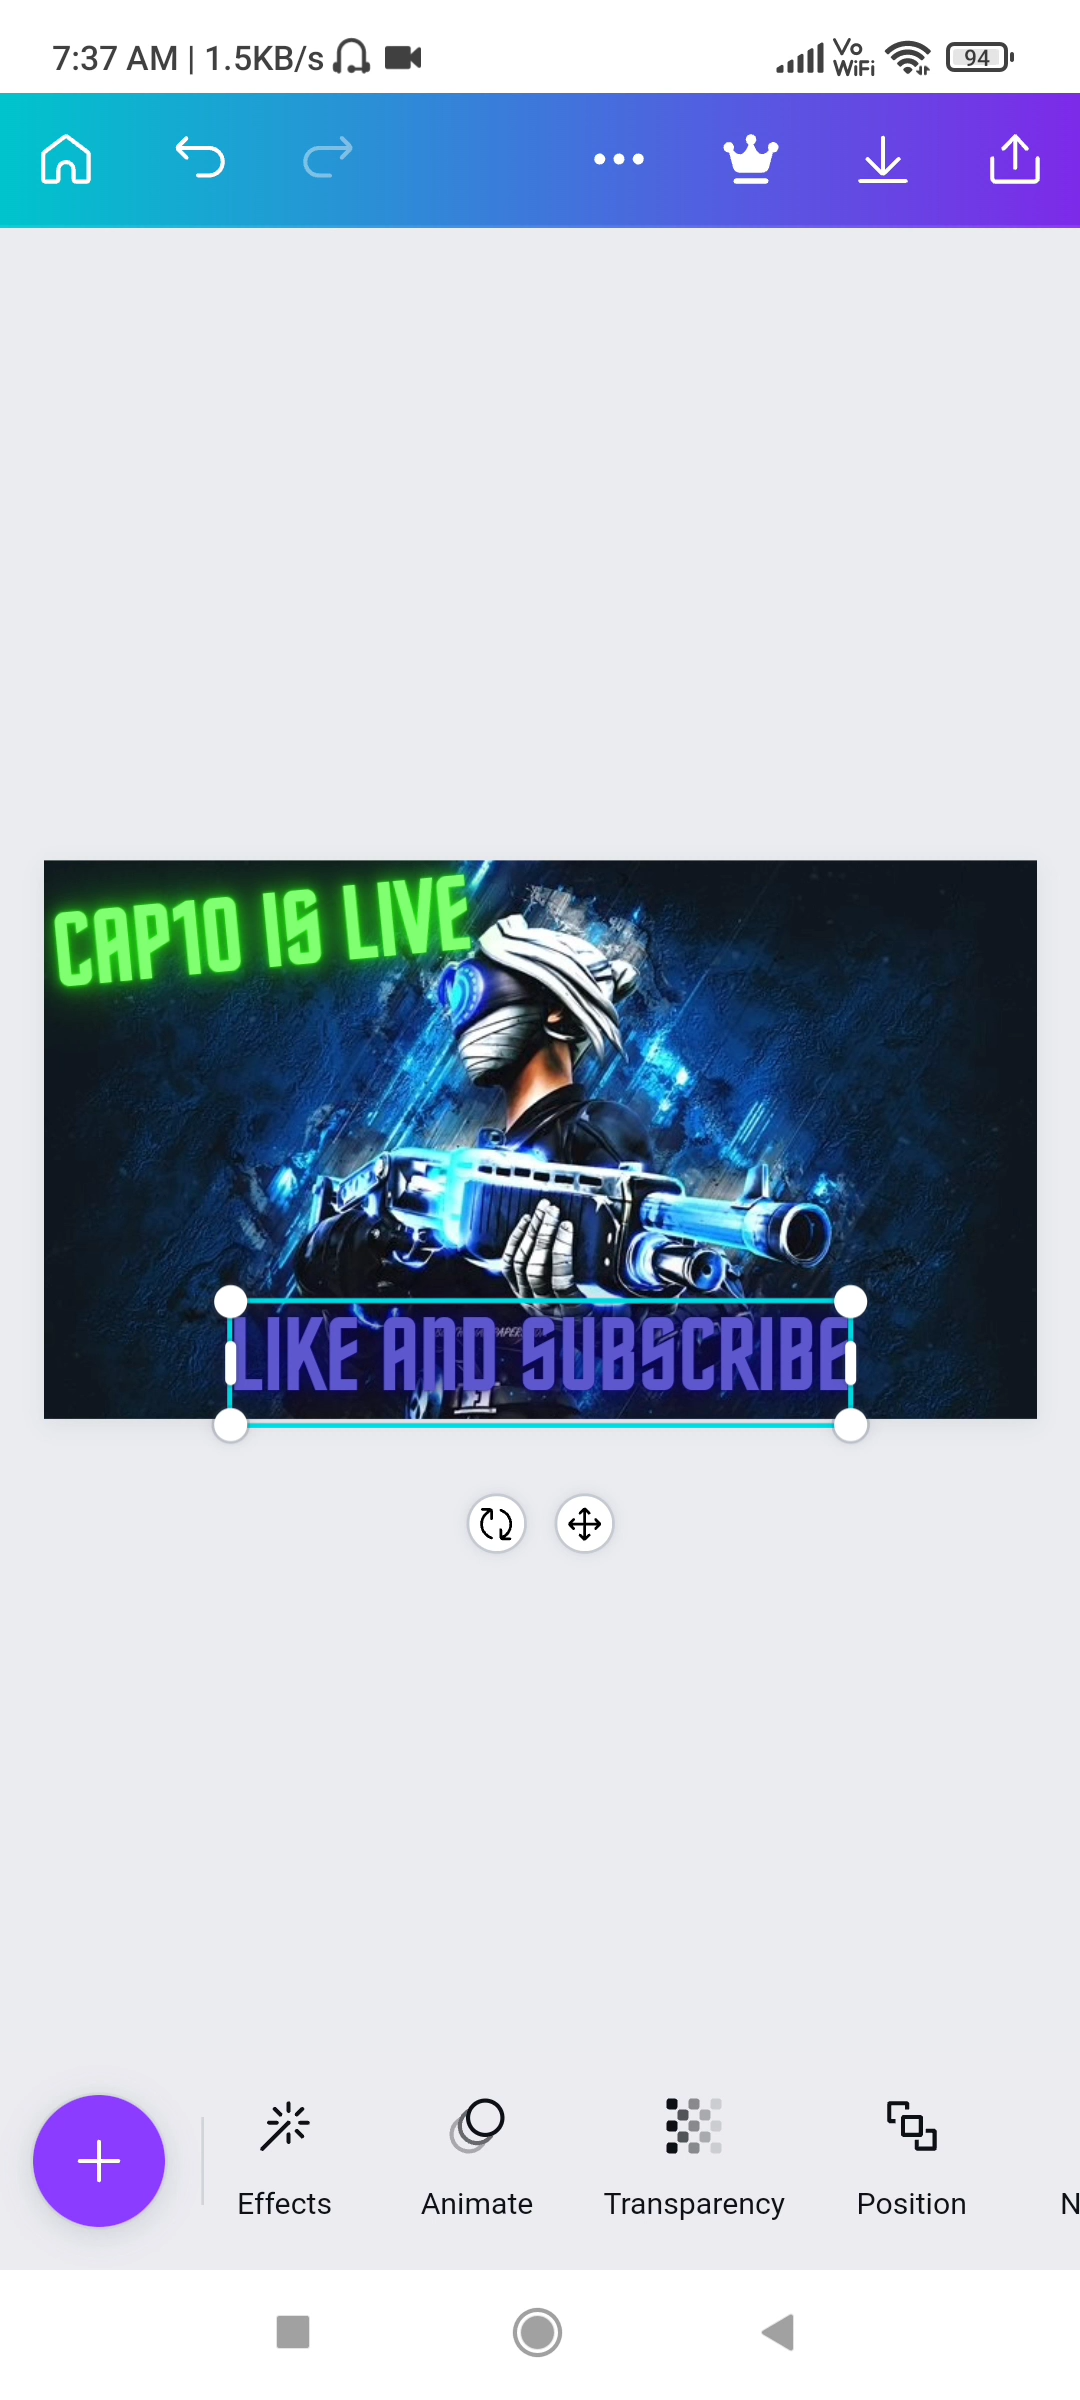 7:37 AM | 1.5KB/s
Vo
WiFi
94
CAP10 IS LIVE
LIKE AND SUBSCRIBE
Effects
Animate
Transparency
Position
N